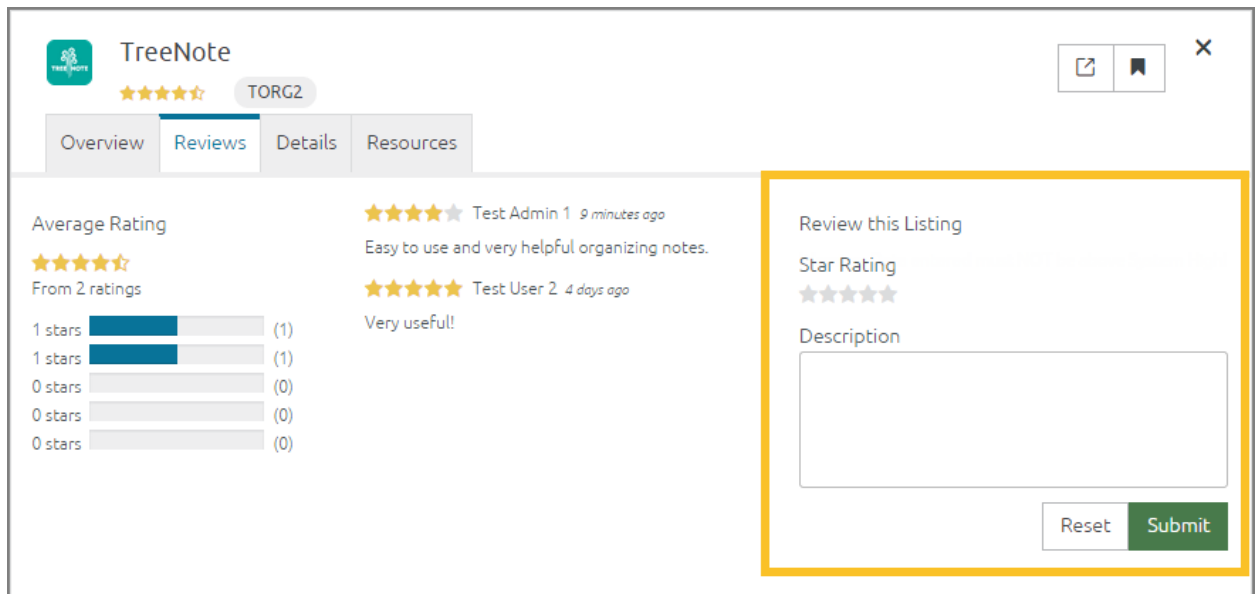 TreeNote
TREE NOTE
TORG2
Overview
Reviews
Details
Resources
Average Rating
From 2 ratings
1 stars (1)
1 stars (1)
0 stars (0)
0 stars (0)
0 stars (0)
Test Admin 1 9 minutes ago
Easy to use and very helpful organizing notes.
Test User 2 4 days ago
Very useful!
Review this Listing
Star Rating
Description
Reset
Submit